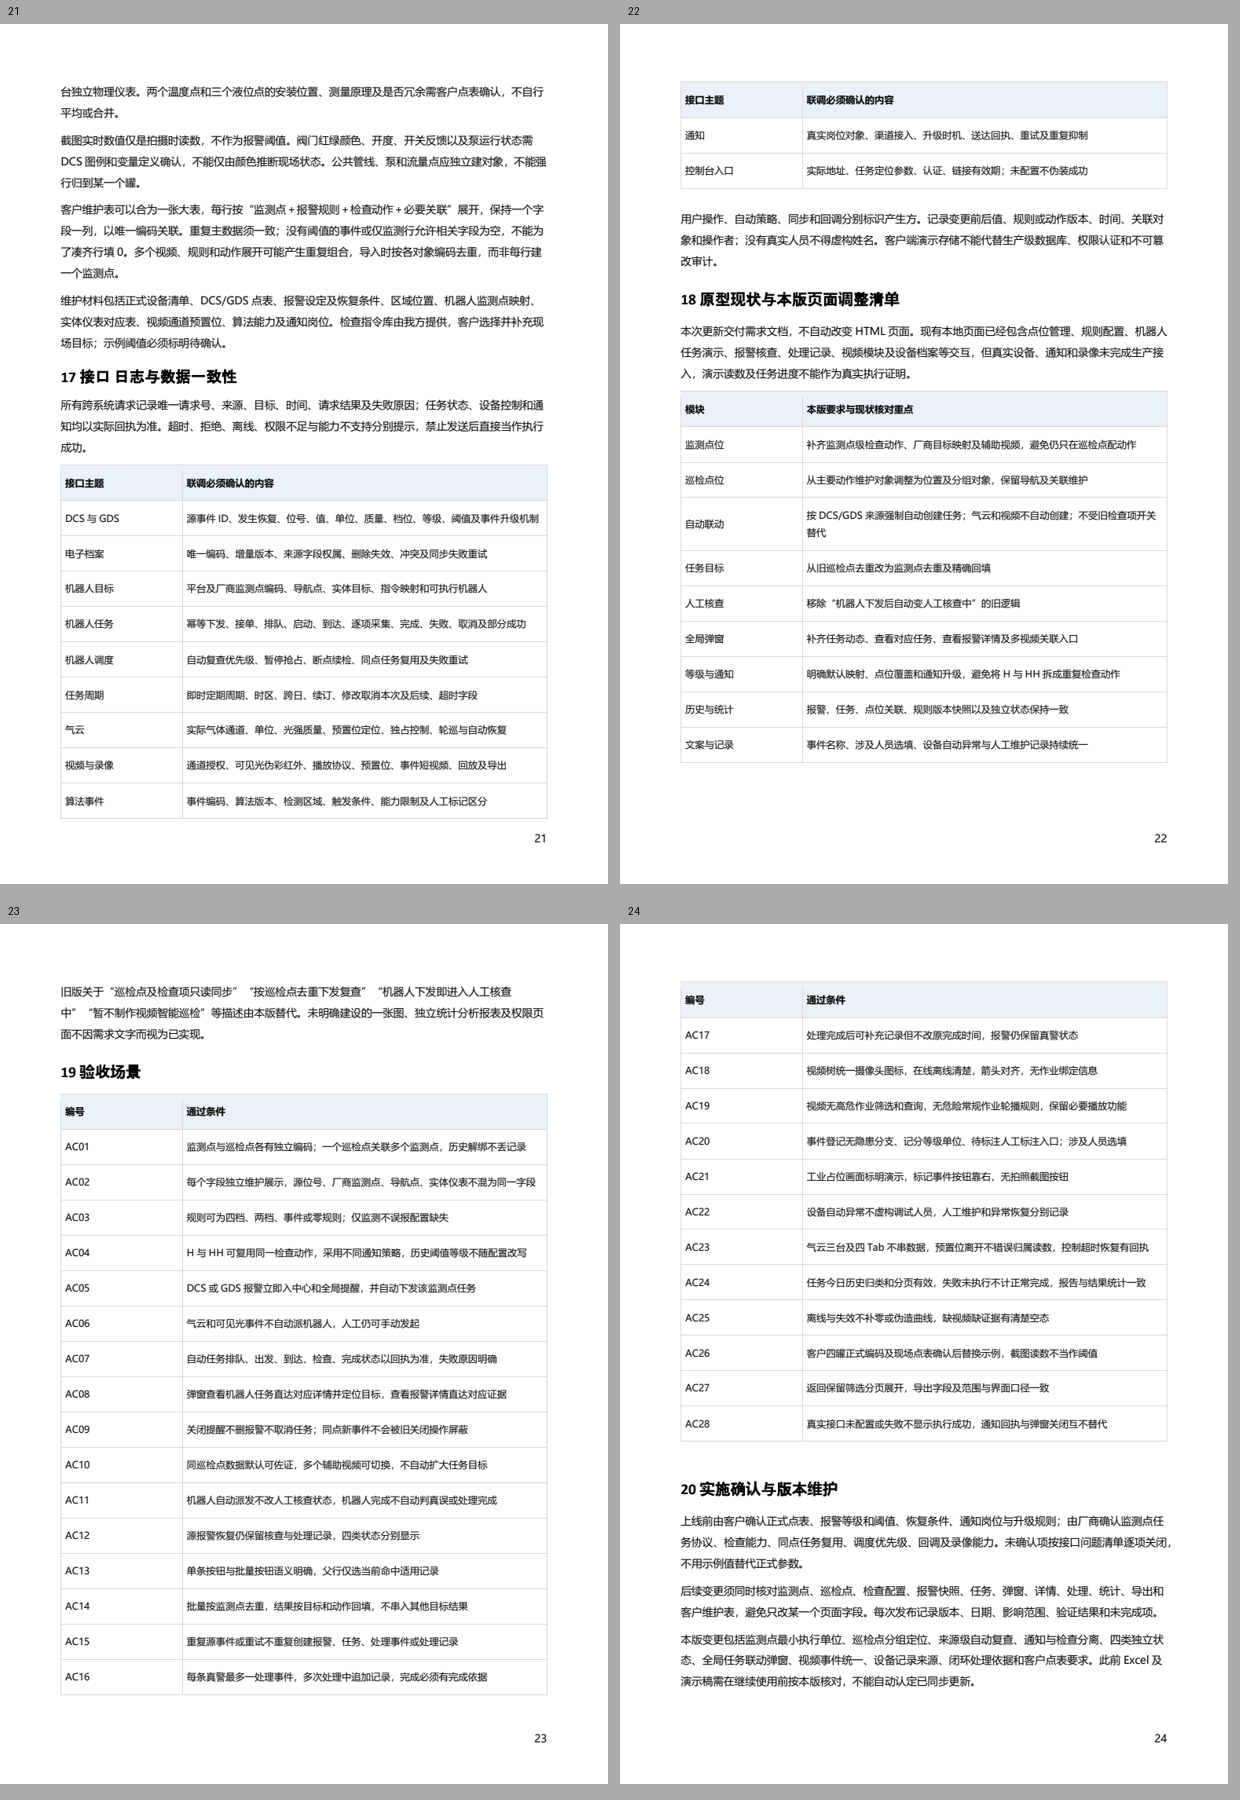 21
台独立物理仪表。两个温度点和三个液位点的安装位置、测量原理及是否冗余需客户点表确认，不自行
平均或合并。
截图实时数值仅是拍摄时读数，不作为报警阈值。阀门红绿颜色、开度、开关反馈以及泵运行状态需
DCS 图例和变量定义确认，不能仅由颜色推断现场状态。公共管线、泵和流量点应独立建对象，不能强
行归到某一个罐。
客户维护表可以合为一张大表，每行按“监测点＋报警规则＋检查动作＋必要关联”展开，保持一个字
段一列，以唯一编码关联。重复主数据须一致；没有阈值的事件或仅监测行允许相关字段为空，不能为
了凑齐行填 0。多个视频、规则和动作展开可能产生重复组合，导入时按各对象编码去重，而非每行建
一个监测点。
维护材料包括正式设备清单、DCS/GDS 点表、报警设定及恢复条件、区域位置、机器人监测点映射、
实体仪表对应表、视频通道预置位、算法能力及通知岗位。检查指令库由我方提供，客户选择并补充现
场目标；示例阈值必须标明待确认。
17 接口 日志与数据一致性
所有跨系统请求记录唯一请求号、来源、目标、时间、请求结果及失败原因；任务状态、设备控制和通
知均以实际回执为准。超时、拒绝、离线、权限不足与能力不支持分别提示，禁止发送后直接当作执行
成功。
接口主题 联调必须确认的内容
DCS 与 GDS 源事件 ID、发生恢复、位号、值、单位、质量、档位、等级、阈值及事件升级机制
电子档案 唯一编码、增量版本、来源字段权属、删除失效、冲突及同步失败重试
机器人目标 平台及厂商监测点编码、导航点、实体目标、指令映射和可执行机器人
机器人任务 幂等下发、接单、排队、启动、到达、逐项采集、完成、失败、取消及部分成功
机器人调度 自动复查优先级、暂停抢占、断点续检、同点任务复用及失败重试
任务周期 即时定期周期、时区、跨日、续订、修改取消本次及后续、超时字段
气云 实际气体通道、单位、光强质量、预置位定位、独占控制、轮巡与自动恢复
视频与录像 通道授权、可见光伪彩红外、播放协议、预置位、事件短视频、回放及导出
算法事件 事件编码、算法版本、检测区域、触发条件、能力限制及人工标记区分
21
22
接口主题 联调必须确认的内容
通知 真实岗位对象、渠道接入、升级时机、送达回执、重试及重复抑制
控制台入口 实际地址、任务定位参数、认证、链接有效期；未配置不伪装成功
用户操作、自动策略、同步和回调分别标识产生方。记录变更前后值、规则或动作版本、时间、关联对
象和操作者；没有真实人员不得虚构姓名。客户端演示存储不能代替生产级数据库、权限认证和不可篡
改审计。
18 原型现状与本版页面调整清单
本次更新交付需求文档，不自动改变 HTML 页面。现有本地页面已经包含点位管理、规则配置、机器人
任务演示、报警核查、处理记录、视频模块及设备档案等交互，但真实设备、通知和录像未完成生产接
入，演示读数及任务进度不能作为真实执行证明。
模块 本版要求与现状核对重点
监测点位 补齐监测点级检查动作、厂商目标映射及辅助视频，避免仍只在巡检点配动作
巡检点位 从主要动作维护对象调整为位置及分组对象，保留导航及关联维护
自动联动 按 DCS/GDS 来源强制自动创建任务；气云和视频不自动创建；不受旧检查项开关
替代
任务目标 从旧巡检点去重改为监测点去重及精确回填
人工核查 移除“机器人下发后自动变人工核查中”的旧逻辑
全局弹窗 补齐任务动态、查看对应任务、查看报警详情及多视频关联入口
等级与通知 明确默认映射、点位覆盖和通知升级，避免将 H 与 HH 拆成重复检查动作
历史与统计 报警、任务、点位关联、规则版本快照以及独立状态保持一致
文案与记录 事件名称、涉及人员选填、设备自动异常与人工维护记录持续统一
22
23
旧版关于“巡检点及检查项只读同步”“按巡检点去重下发复查”“机器人下发即进入人工核查
中”“暂不制作视频智能巡检”等描述由本版替代。未明确建设的一张图、独立统计分析报表及权限页
面不因需求文字而视为已实现。
19 验收场景
编号 通过条件
AC01 监测点与巡检点各有独立编码；一个巡检点关联多个监测点，历史解绑不丢记录
AC02 每个字段独立维护展示，源位号、厂商监测点、导航点、实体仪表不混为同一字段
AC03 规则可为四档、两档、事件或零规则；仅监测不误报配置缺失
AC04 H 与 HH 可复用同一检查动作，采用不同通知策略，历史阈值等级不随配置改写
AC05 DCS 或 GDS 报警立即入中心和全局提醒，并自动下发该监测点任务
AC06 气云和可见光事件不自动派机器人，人工仍可手动发起
AC07 自动任务排队、出发、到达、检查、完成状态以回执为准，失败原因明确
AC08 弹窗查看机器人任务直达对应详情并定位目标，查看报警详情直达对应证据
AC09 关闭提醒不删报警不取消任务；同点新事件不会被旧关闭操作屏蔽
AC10 同巡检点数据默认可佐证，多个辅助视频可切换，不自动扩大任务目标
AC11 机器人自动派发不改人工核查状态，机器人完成不自动判真误或处理完成
AC12 源报警恢复仍保留核查与处理记录，四类状态分别显示
AC13 单条按钮与批量按钮语义明确，父行仅选当前命中适用记录
AC14 批量按监测点去重，结果按目标和动作回填，不串入其他目标结果
AC15 重复源事件或重试不重复创建报警、任务、处理事件或处理记录
AC16 每条真警最多一处理事件，多次处理中追加记录，完成必须有完成依据
23
24
编号 通过条件
AC17 处理完成后可补充记录但不改原完成时间，报警仍保留真警状态
AC18 视频树统一摄像头图标，在线离线清楚，箭头对齐，无作业绑定信息
AC19 视频无高危作业筛选和查询，无危险常规作业轮播规则，保留必要播放功能
AC20 事件登记无隐患分支、记分等级单位、待标注人工标注入口；涉及人员选填
AC21 工业占位画面标明演示，标记事件按钮靠右，无拍照截图按钮
AC22 设备自动异常不虚构调试人员，人工维护和异常恢复分别记录
AC23 气云三台及四 Tab 不串数据，预置位离开不错误归属读数，控制超时恢复有回执
AC24 任务今日历史归类和分页有效，失败未执行不计正常完成，报告与结果统计一致
AC25 离线与失效不补零或伪造曲线，缺视频缺证据有清楚空态
AC26 客户四罐正式编码及现场点表确认后替换示例，截图读数不当作阈值
AC27 返回保留筛选分页展开，导出字段及范围与界面口径一致
AC28 真实接口未配置或失败不显示执行成功，通知回执与弹窗关闭互不替代
20 实施确认与版本维护
上线前由客户确认正式点表、报警等级和阈值、恢复条件、通知岗位与升级规则；由厂商确认监测点任
务协议、检查能力、同点任务复用、调度优先级、回调及录像能力。未确认项按接口问题清单逐项关闭，
不用示例值替代正式参数。
后续变更须同时核对监测点、巡检点、检查配置、报警快照、任务、弹窗、详情、处理、统计、导出和
客户维护表，避免只改某一个页面字段。每次发布记录版本、日期、影响范围、验证结果和未完成项。
本版变更包括监测点最小执行单位、巡检点分组定位、来源级自动复查、通知与检查分离、四类独立状
态、全局任务联动弹窗、视频事件统一、设备记录来源、闭环处理依据和客户点表要求。此前 Excel 及
演示稿需在继续使用前按本版核对，不能自动认定已同步更新。
24